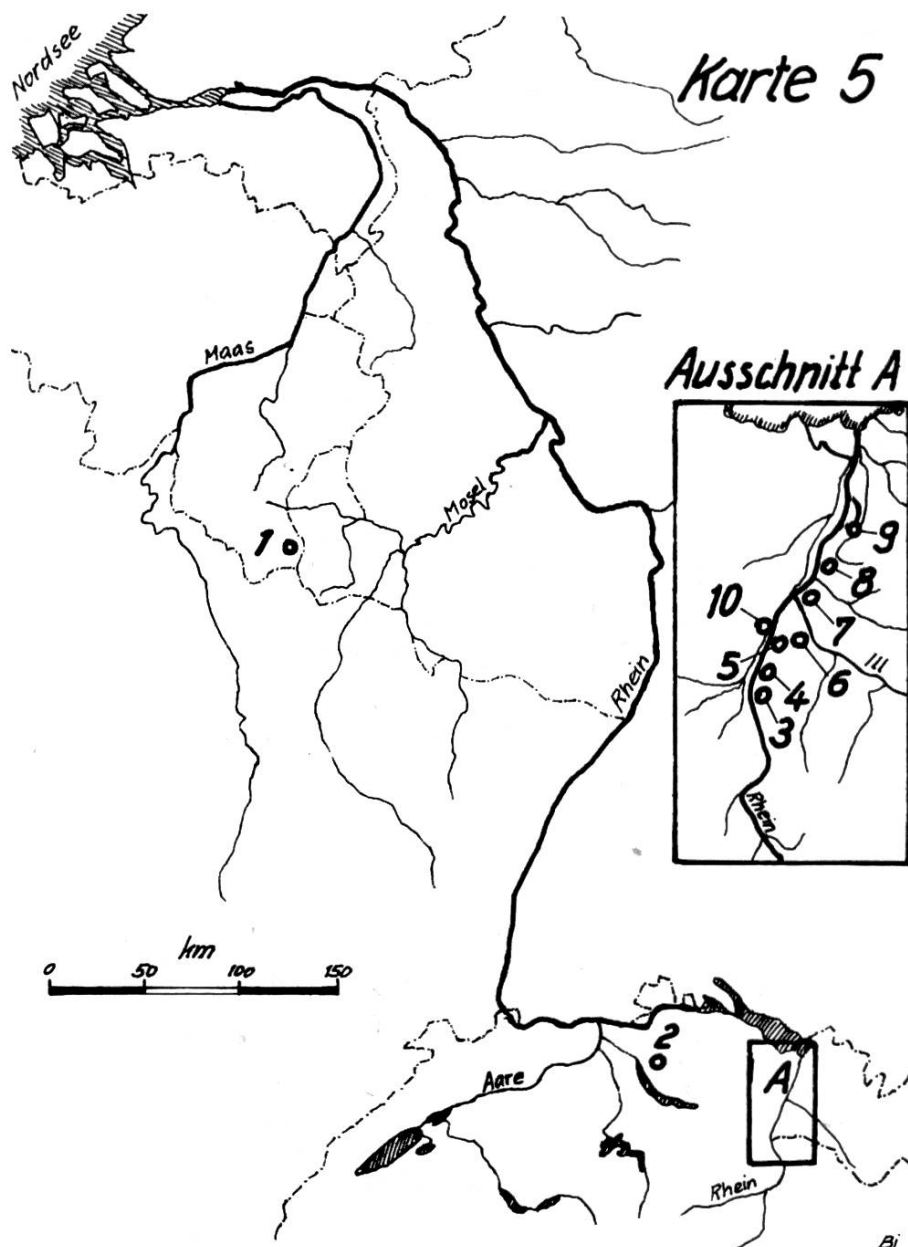 Nordsee
Karte 5
Maas
Ausschnitt A
Mosel
1
9
8
10
7
Ill
5
4
6
3
Rhein
Rhein
km
0 50 100 150
2
Aare
A
Rhein
Bi